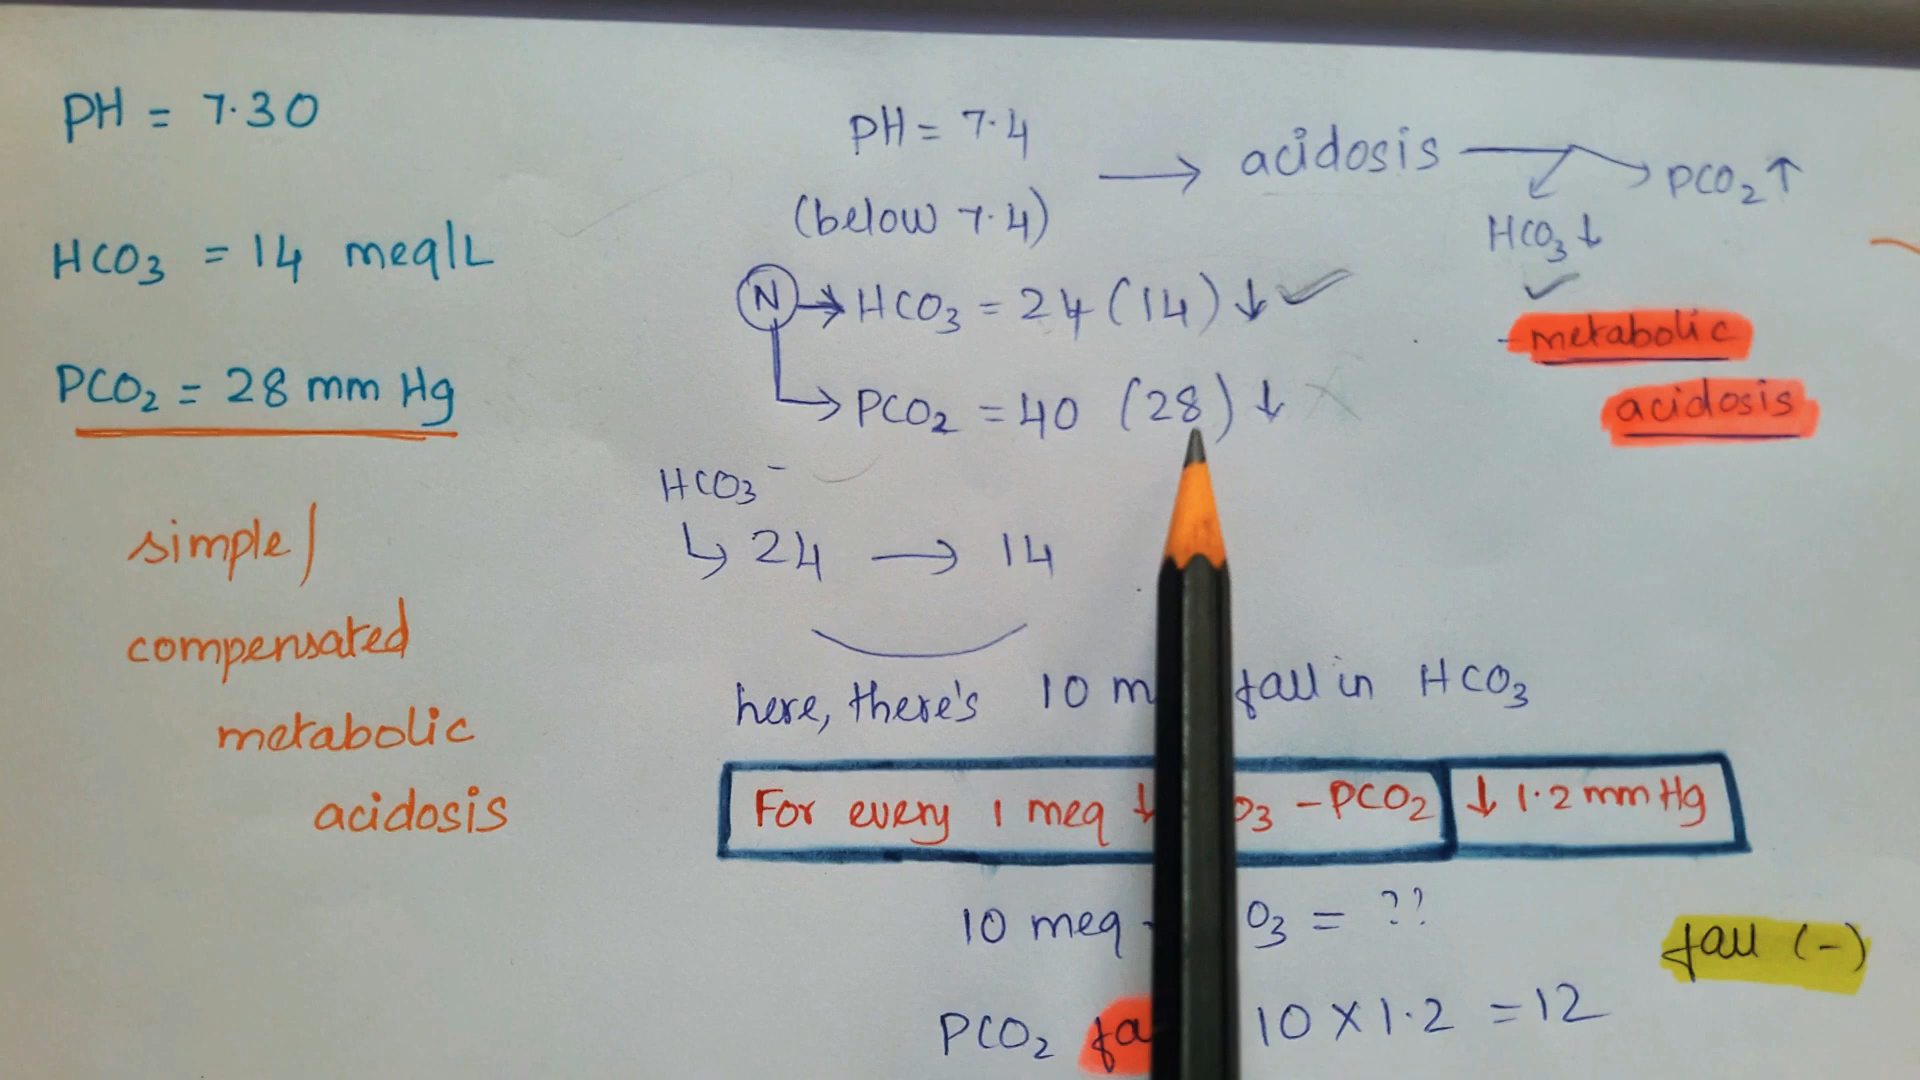 PH = 7.30
HCO3 = 14 meq/L
PCO2 = 28 mm Hg
simple/
compensated
metabolic
acidosis
PH = 7.4
(below 7.4)
→ acidosis
PCO2 ↑
HCO3 ↓
N → HCO3 = 24 (14) ↓ ✓
→ PCO2 = 40 (28) ↓
- metabolic
acidosis
HCO3⁻
↳ 24 → 14
here, there's 10 fall in HCO3
For every 1 meq ↓ - PCO2 ↓ 1.2 mm Hg
10 meq = ??
fall (-)
PCO2 10 X 1.2 = 12